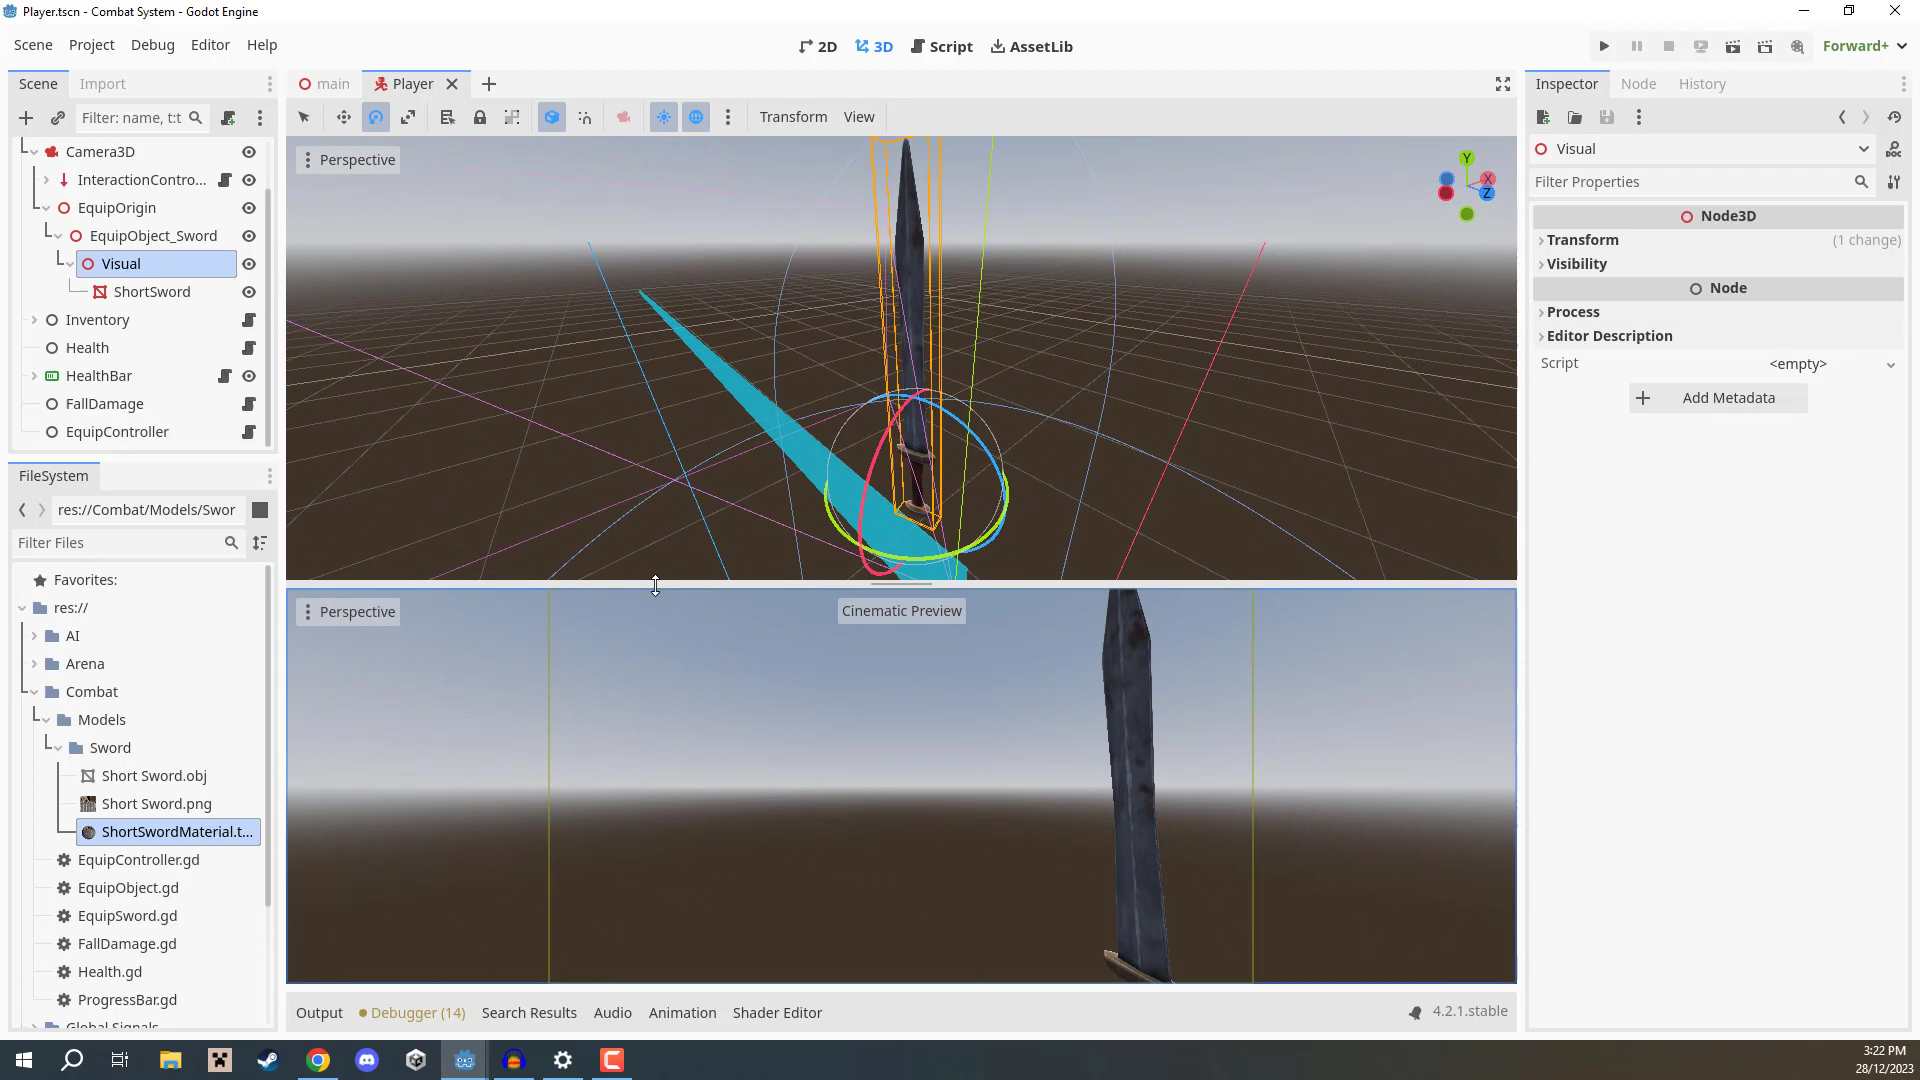 Player.tscn - Combat System - Godot Engine
Scene Project Debug Editor Help
2D 3D Script AssetLib
Forward+
Scene Import
Filter: name, t:t
Camera3D
InteractionContro...
EquipOrigin
EquipObject_Sword
Visual
ShortSword
Inventory
Health
HealthBar
FallDamage
EquipController
FileSystem
res://Combat/Models/Swor
Filter Files
Favorites:
res://
AI
Arena
Combat
Models
Sword
Short Sword.obj
Short Sword.png
ShortSwordMaterial.t...
EquipController.gd
EquipObject.gd
EquipSword.gd
FallDamage.gd
Health.gd
ProgressBar.gd
Global Signals
main Player
Transform View
Perspective
Y
X
Z
Perspective
Cinematic Preview
Output Debugger (14) Search Results Audio Animation Shader Editor
4.2.1.stable
Inspector Node History
Visual
DOC
Filter Properties
Node3D
Transform (1 change)
Visibility
Node
Process
Editor Description
Script <empty>
Add Metadata
3:22 PM
28/12/2023